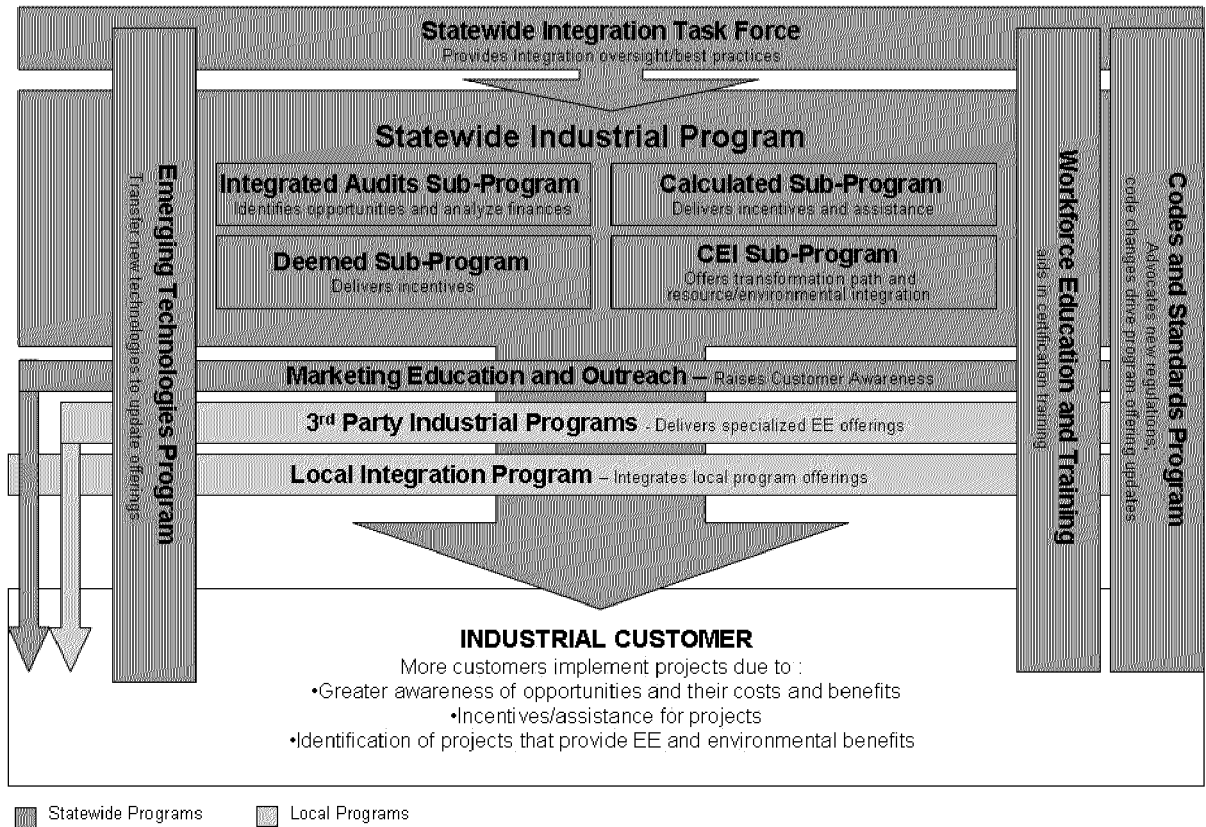 Statewide Integration Task Force
Provides Integration oversight/best practices
Statewide Industrial Program
Integrated Audits Sub-Program
Identifies opportunities and analyze finances
Calculated Sub-Program
Delivers incentives and assistance
Deemed Sub-Program
Delivers incentives
CEI Sub-Program
Offers transformation path and
resource/environmental integration
Emerging Technologies Program
Transfer new technologies to update offerings
Workforce Education and Training
aids in certification training
Codes and Standards Program
Advocates new regulations;
code changes drive program offering updates
Marketing Education and Outreach – Raises Customer Awareness
3rd Party Industrial Programs - Delivers specialized EE offerings
Local Integration Program – Integrates local program offerings
INDUSTRIAL CUSTOMER
More customers implement projects due to :
•Greater awareness of opportunities and their costs and benefits
•Incentives/assistance for projects
•Identification of projects that provide EE and environmental benefits
Statewide Programs
Local Programs